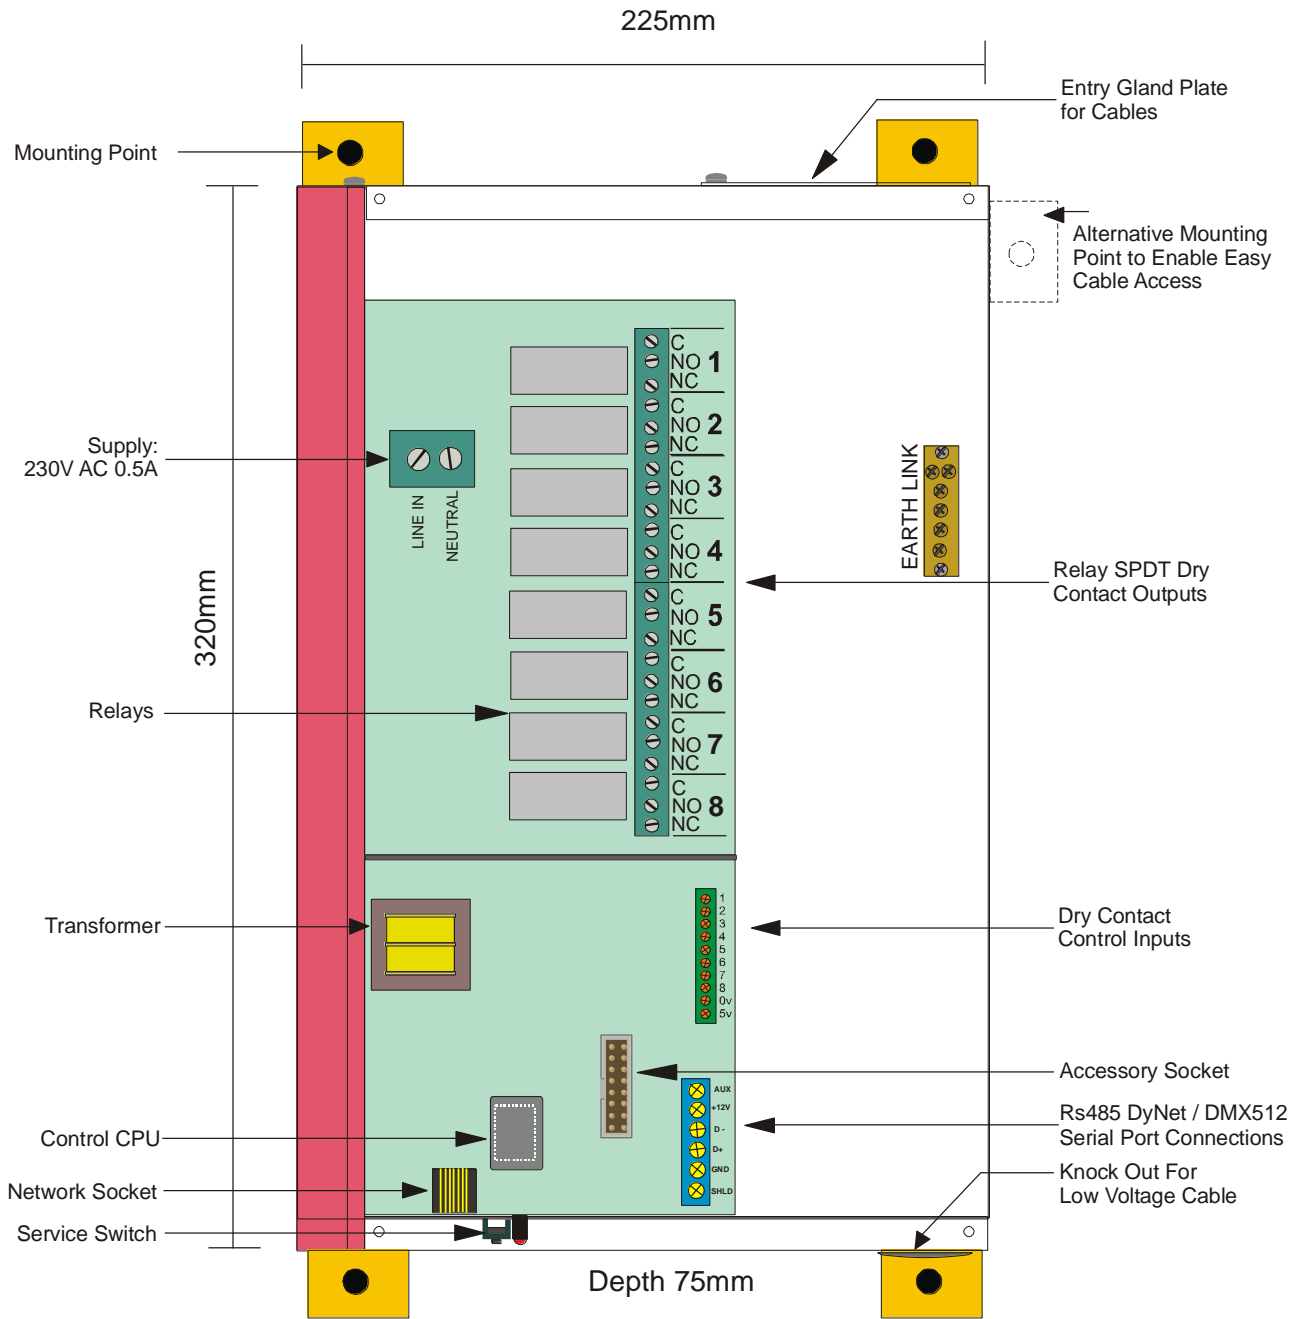 225mm
Entry Gland Plate
for Cables
Mounting Point
Alternative Mounting
Point to Enable Easy
Cable Access
C
NO 1
NC
C
NO 2
NC
C
NO 3
NC
C
NO 4
NC
C
NO 5
NC
C
NO 6
NC
C
NO 7
NC
C
NO 8
NC
Supply:
230V AC 0.5A
LINE IN
NEUTRAL
EARTH LINK
Relay SPDT Dry
Contact Outputs
320mm
Relays
Transformer
1
2
3
4
5
6
7
8
0v
5v
Dry Contact
Control Inputs
Accessory Socket
AUX
+12V
D -
D+
GND
SHLD
Rs485 DyNet / DMX512
Serial Port Connections
Control CPU
Knock Out For
Low Voltage Cable
Network Socket
Service Switch
Depth 75mm